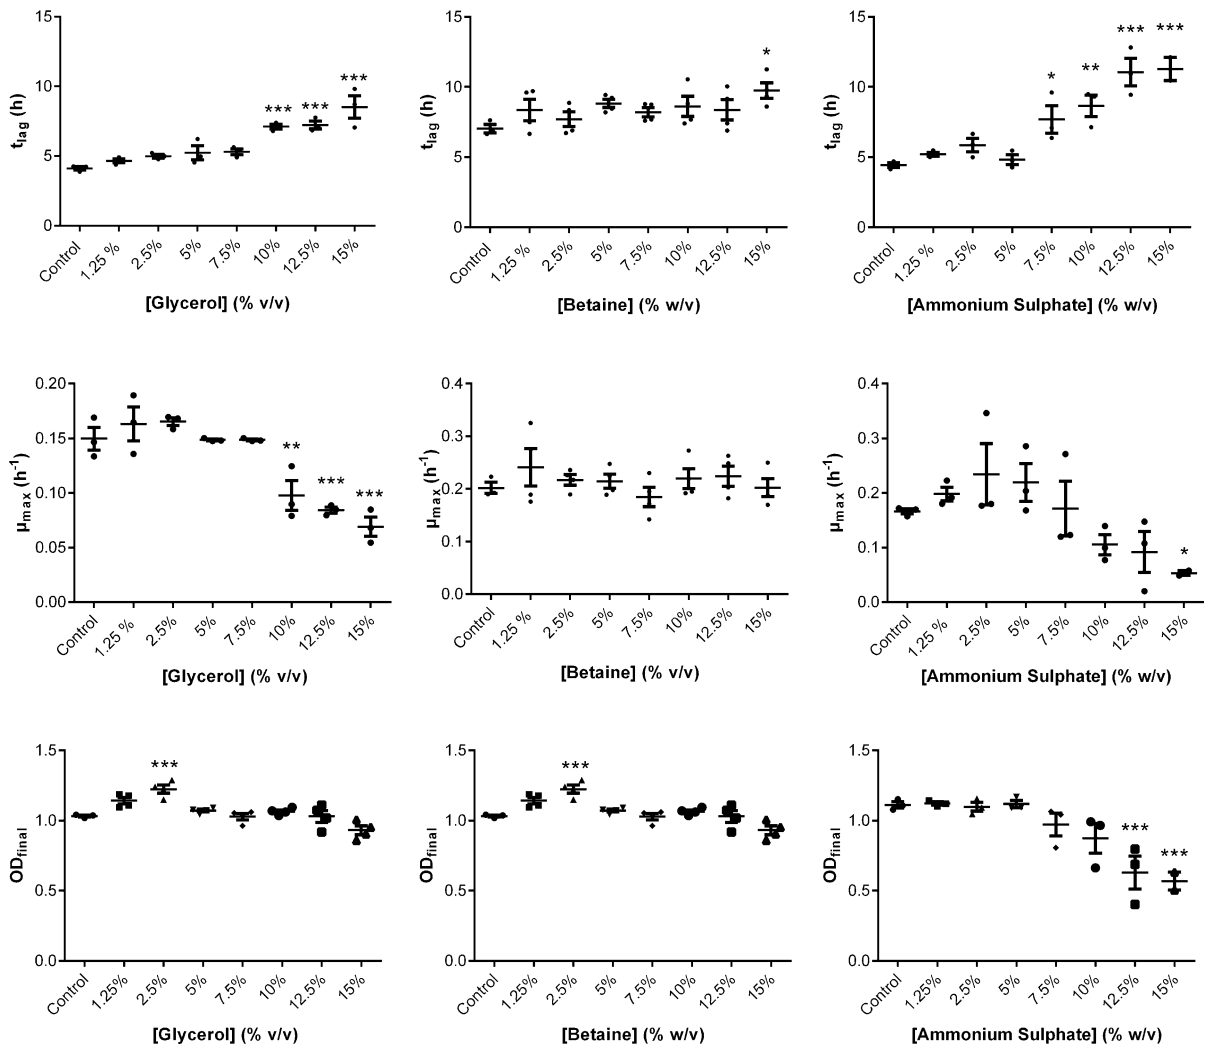 15
10
5
0
t_lag (h)
*** *** ***
Control 1.25 % 2.5% 5% 7.5% 10% 12.5% 15%
[Glycerol] (% v/v)
15
10
5
0
t_lag (h)
*
Control 1.25 % 2.5% 5% 7.5% 10% 12.5% 15%
[Betaine] (% w/v)
15
10
5
0
t_lag (h)
* ** *** ***
Control 1.25 % 2.5% 5% 7.5% 10% 12.5% 15%
[Ammonium Sulphate] (% w/v)
0.20
0.15
0.10
0.05
0.00
µ_max (h⁻¹)
** *** ***
Control 1.25 % 2.5% 5% 7.5% 10% 12.5% 15%
[Glycerol] (% v/v)
0.4
0.3
0.2
0.1
0.0
µ_max (h⁻¹)
Control 1.25 % 2.5% 5% 7.5% 10% 12.5% 15%
[Betaine] (% v/v)
0.4
0.3
0.2
0.1
0.0
µ_max (h⁻¹)
*
Control 1.25 % 2.5% 5% 7.5% 10% 12.5% 15%
[Ammonium Sulphate] (% w/v)
1.5
1.0
0.5
0.0
OD_final
***
Control 1.25% 2.5% 5% 7.5% 10% 12.5% 15%
[Glycerol] (% v/v)
1.5
1.0
0.5
0.0
OD_final
***
Control 1.25% 2.5% 5% 7.5% 10% 12.5% 15%
[Betaine] (% w/v)
1.5
1.0
0.5
0.0
OD_final
*** ***
Control 1.25% 2.5% 5% 7.5% 10% 12.5% 15%
[Ammonium Sulphate] (% w/v)